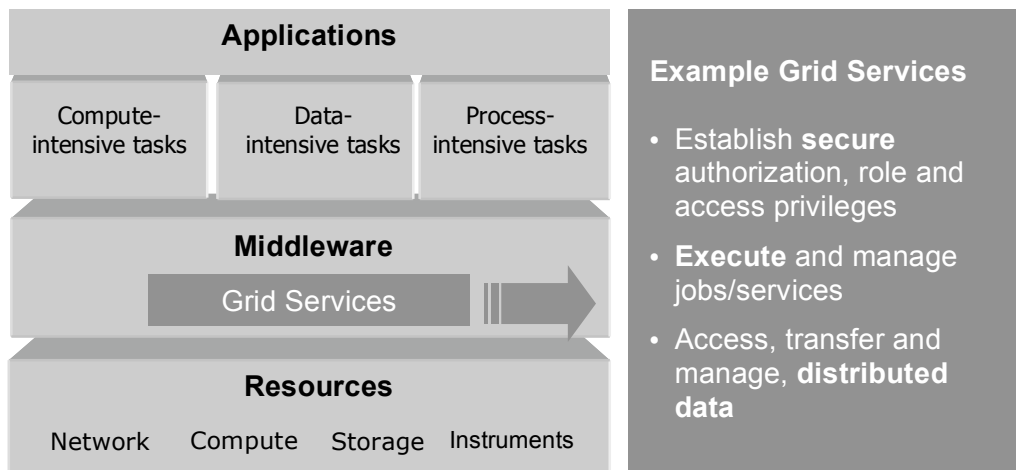 Applications
Compute-
intensive tasks
Data-
intensive tasks
Process-
intensive tasks
Middleware
Grid Services
Resources
Network Compute Storage Instruments
Example Grid Services
• Establish secure
authorization, role and
access privileges
• Execute and manage
jobs/services
• Access, transfer and
manage, distributed
data